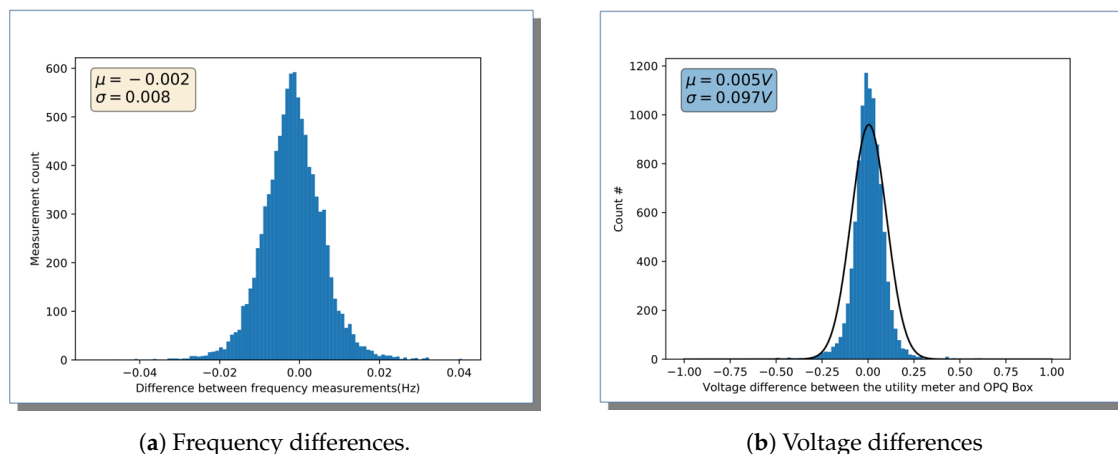 μ = −0.002
σ = 0.008
600
500
400
300
200
100
0
Measurement count
−0.04 −0.02 0.00 0.02 0.04
Difference between frequency measurements(Hz)
(a) Frequency differences.
μ = 0.005V
σ = 0.097V
1200
1000
800
600
400
200
0
Count #
−1.00 −0.75 −0.50 −0.25 0.00 0.25 0.50 0.75 1.00
Voltage difference between the utility meter and OPQ Box
(b) Voltage differences